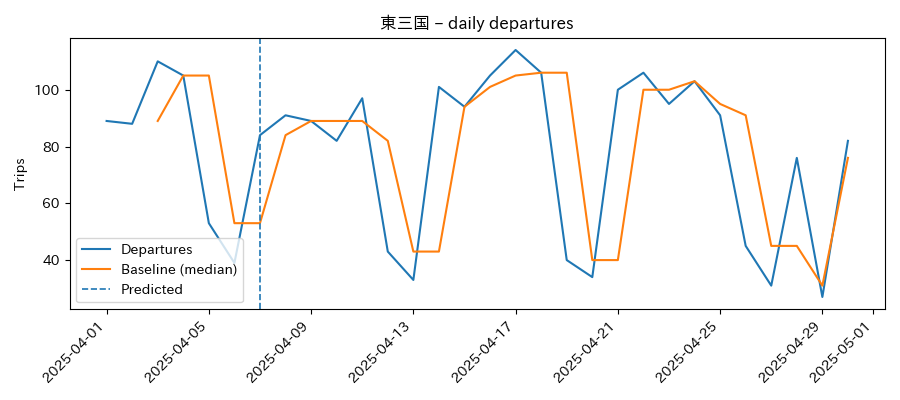 東三国 – daily departures
Trips
100
80
60
40
Departures
Baseline (median)
Predicted
2025-04-01
2025-04-05
2025-04-09
2025-04-13
2025-04-17
2025-04-21
2025-04-25
2025-04-29
2025-05-01